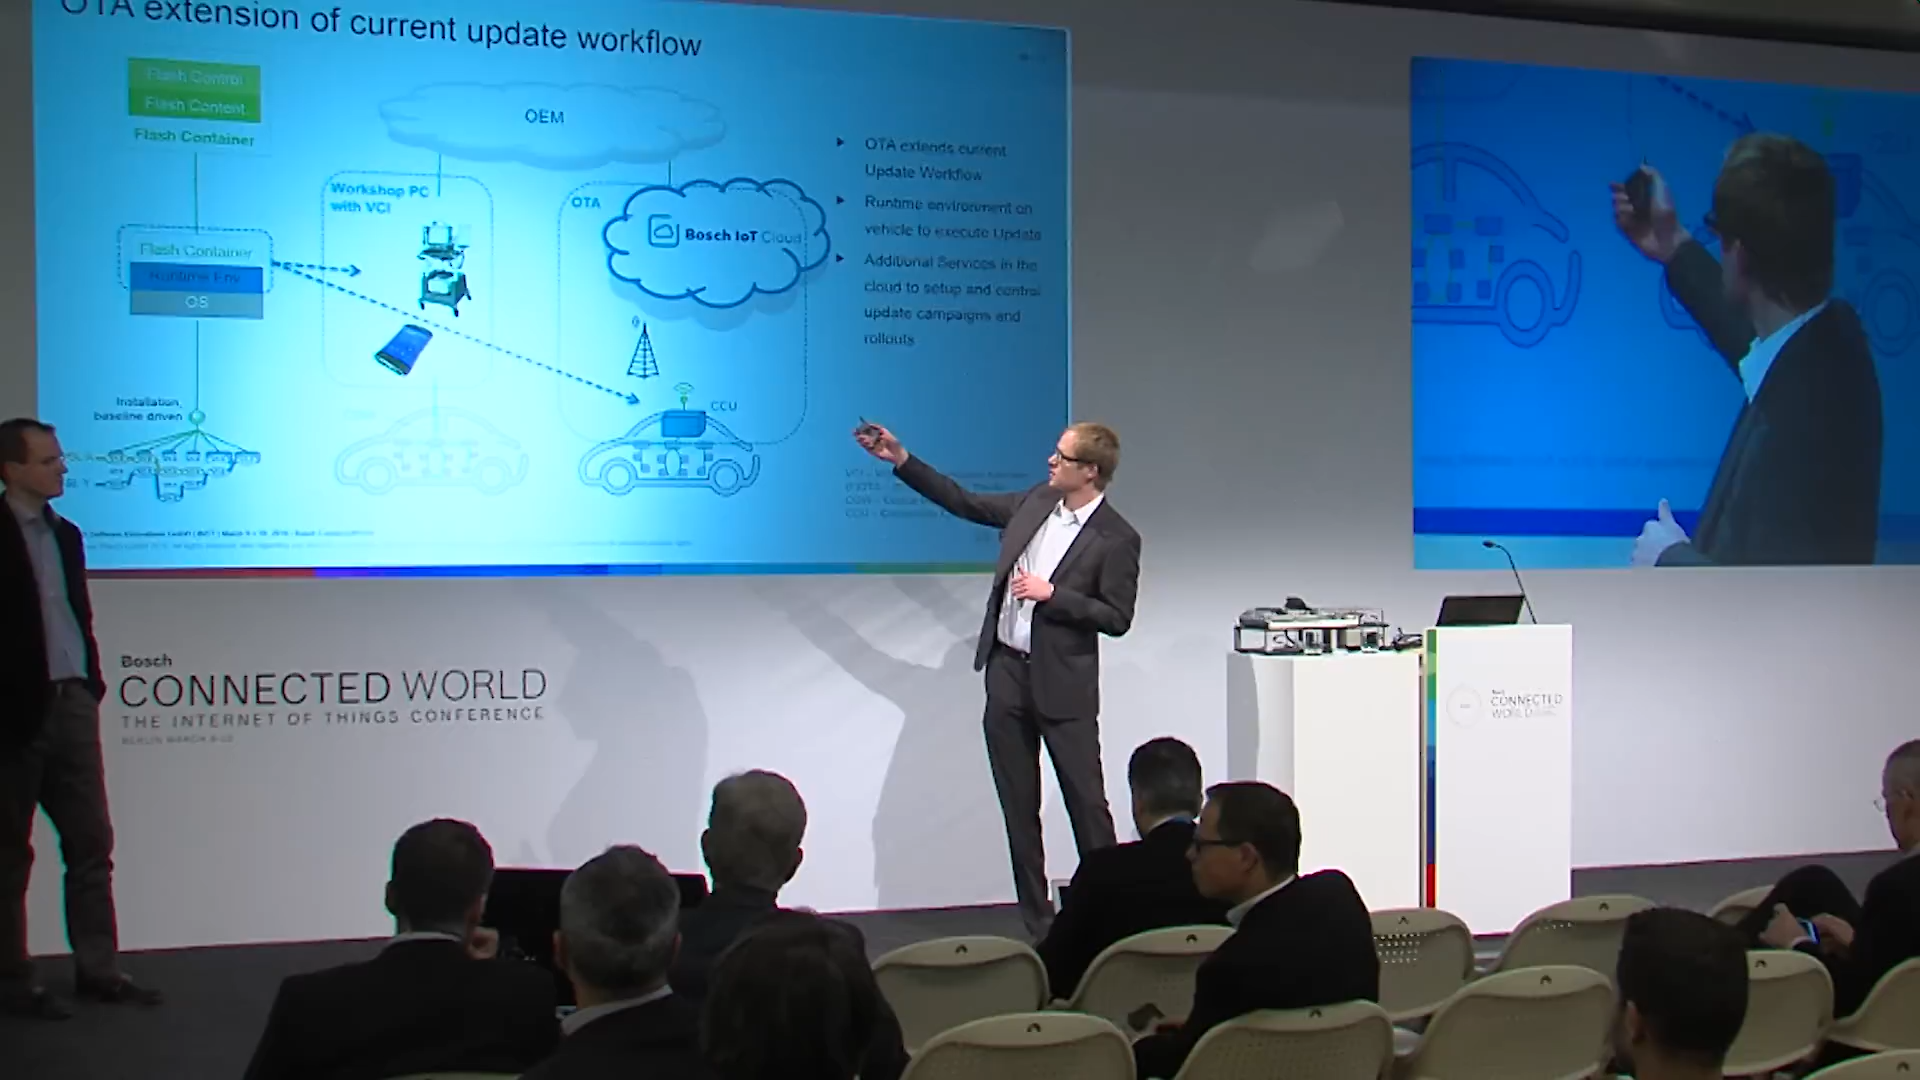 OTA extension of current update workflow
Flash Control
Flash Content
Flash Container
OEM
Workshop PC
with VCI
OTA
Bosch IoT Cloud
Flash Container
Runtime Env
OS
CCU
Installation,
baseline driven
OTA extends current
Update Workflow
Runtime environment on
vehicle to execute Update
Additional Services in the
cloud to setup and control
update campaigns and
rollouts
Bosch
CONNECTED WORLD
THE INTERNET OF THINGS CONFERENCE
CONNECTED
WORLD